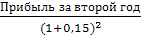 Прибыль за второй год
(1+0,15)²